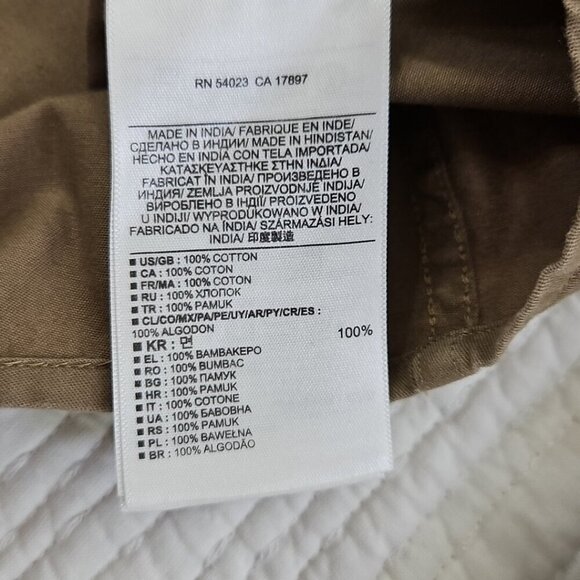 RN 54023 CA 17897
MADE IN INDIA/ FABRIQUE EN INDE/
СДЕЛАНО В ИНДИИ/ MADE IN HINDISTAN/
HECHO EN INDIA CON TELA IMPORTADA/
ΚΑΤΑΣΚΕΥΑΣΤΗΚΕ ΣΤΗΝ ΙΝΔΙΑ/
FABRICAT ÎN INDIA/ ПРОИЗВЕДЕНО В
ИНДИЯ/ ZEMLJA PROIZVODNJE INDIJA/
ВИРОБЛЕНО В ІНДІЇ/ PROIZVEDENO
U INDIJI/ WYPRODUKOWANO W INDIA/
FABRICADO NA ÍNDIA/ SZÁRMAZÁSI HELY:
INDIA/ 印度製造
■ US/GB : 100% COTTON
■ CA : 100% COTON
■ FR/MA : 100% COTON
■ RU : 100% ХЛОПОК
■ TR : 100% PAMUK
■ CL/CO/MX/PA/PE/UY/AR/PY/CR/ES :
100% ALGODON
■ KR : 면 100%
■ EL : 100% ΒΑΜΒΑΚΕΡΟ
■ RO : 100% BUMBAC
■ BG : 100% ПАМУК
■ HR : 100% PAMUK
■ IT : 100% COTONE
■ UA : 100% БАВОВНА
■ RS : 100% PAMUK
■ PL : 100% BAWEŁNA
■ BR : 100% ALGODÃO